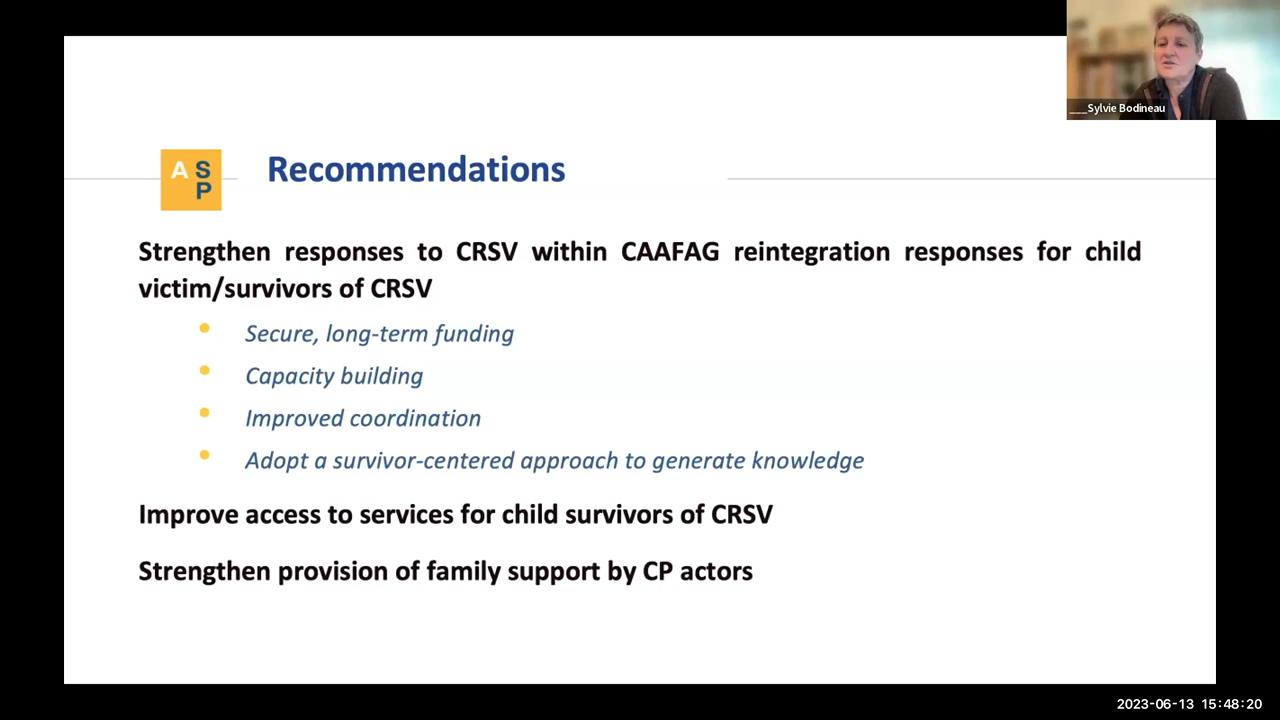 ___Sylvie Bodineau
A S
P
Recommendations
Strengthen responses to CRSV within CAAFAG reintegration responses for child
victim/survivors of CRSV
• Secure, long-term funding
• Capacity building
• Improved coordination
• Adopt a survivor-centered approach to generate knowledge
Improve access to services for child survivors of CRSV
Strengthen provision of family support by CP actors
2023-06-13 15:48:20